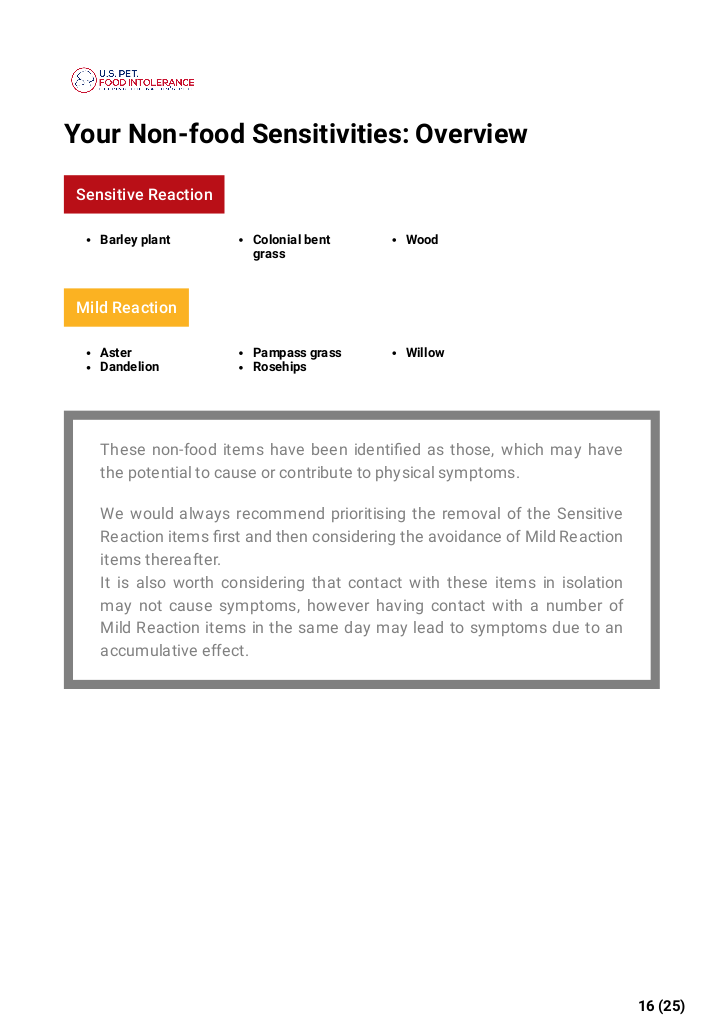 U.S. PET.
FOOD INTOLERANCE
Your Non-food Sensitivities: Overview
Sensitive Reaction
• Barley plant
• Colonial bent
grass
• Wood
Mild Reaction
• Aster
• Dandelion
• Pampass grass
• Rosehips
• Willow
These non-food items have been identified as those, which may have
the potential to cause or contribute to physical symptoms.
We would always recommend prioritising the removal of the Sensitive
Reaction items first and then considering the avoidance of Mild Reaction
items thereafter.
It is also worth considering that contact with these items in isolation
may not cause symptoms, however having contact with a number of
Mild Reaction items in the same day may lead to symptoms due to an
accumulative effect.
16 (25)